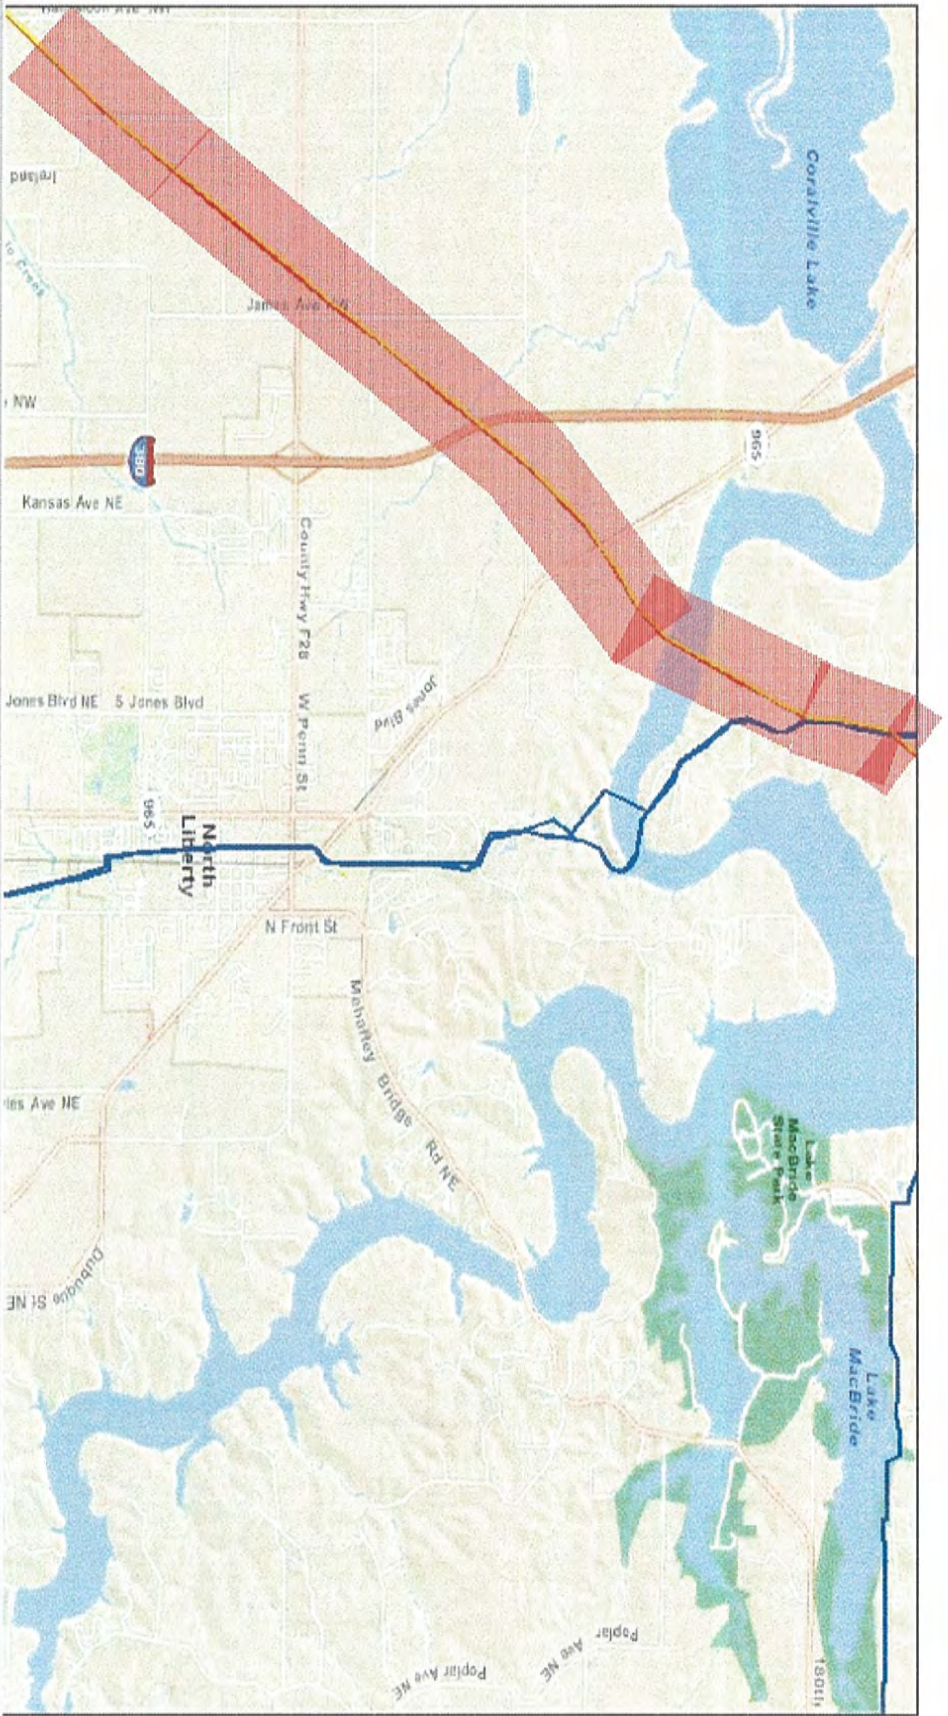 Coralville Lake
Ireland
James Ave NW
NW
965
380
Kansas Ave NE
County Hwy F28
W Penn St
Jones Blvd NE
S Jones Blvd
Jones Blvd
965
North
Liberty
N Front St
Mehaffey Bridge Rd NE
Ave NE
Dubuque St NE
Lake
MacBride
State Park
Lake
MacBride
Poplar Ave NE
Poplar Ave NE
180th